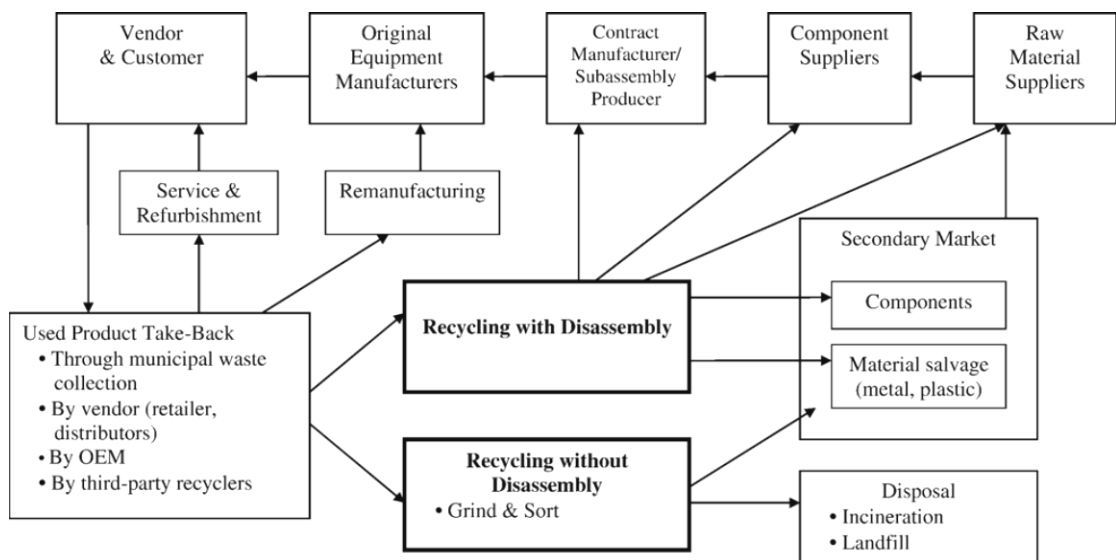 Vendor
& Customer
Original
Equipment
Manufacturers
Contract
Manufacturer/
Subassembly
Producer
Component
Suppliers
Raw
Material
Suppliers
Service &
Refurbishment
Remanufacturing
Secondary Market
Components
Material salvage
(metal, plastic)
Recycling with Disassembly
Used Product Take-Back
• Through municipal waste
collection
• By vendor (retailer,
distributors)
• By OEM
• By third-party recyclers
Recycling without
Disassembly
• Grind & Sort
Disposal
• Incineration
• Landfill